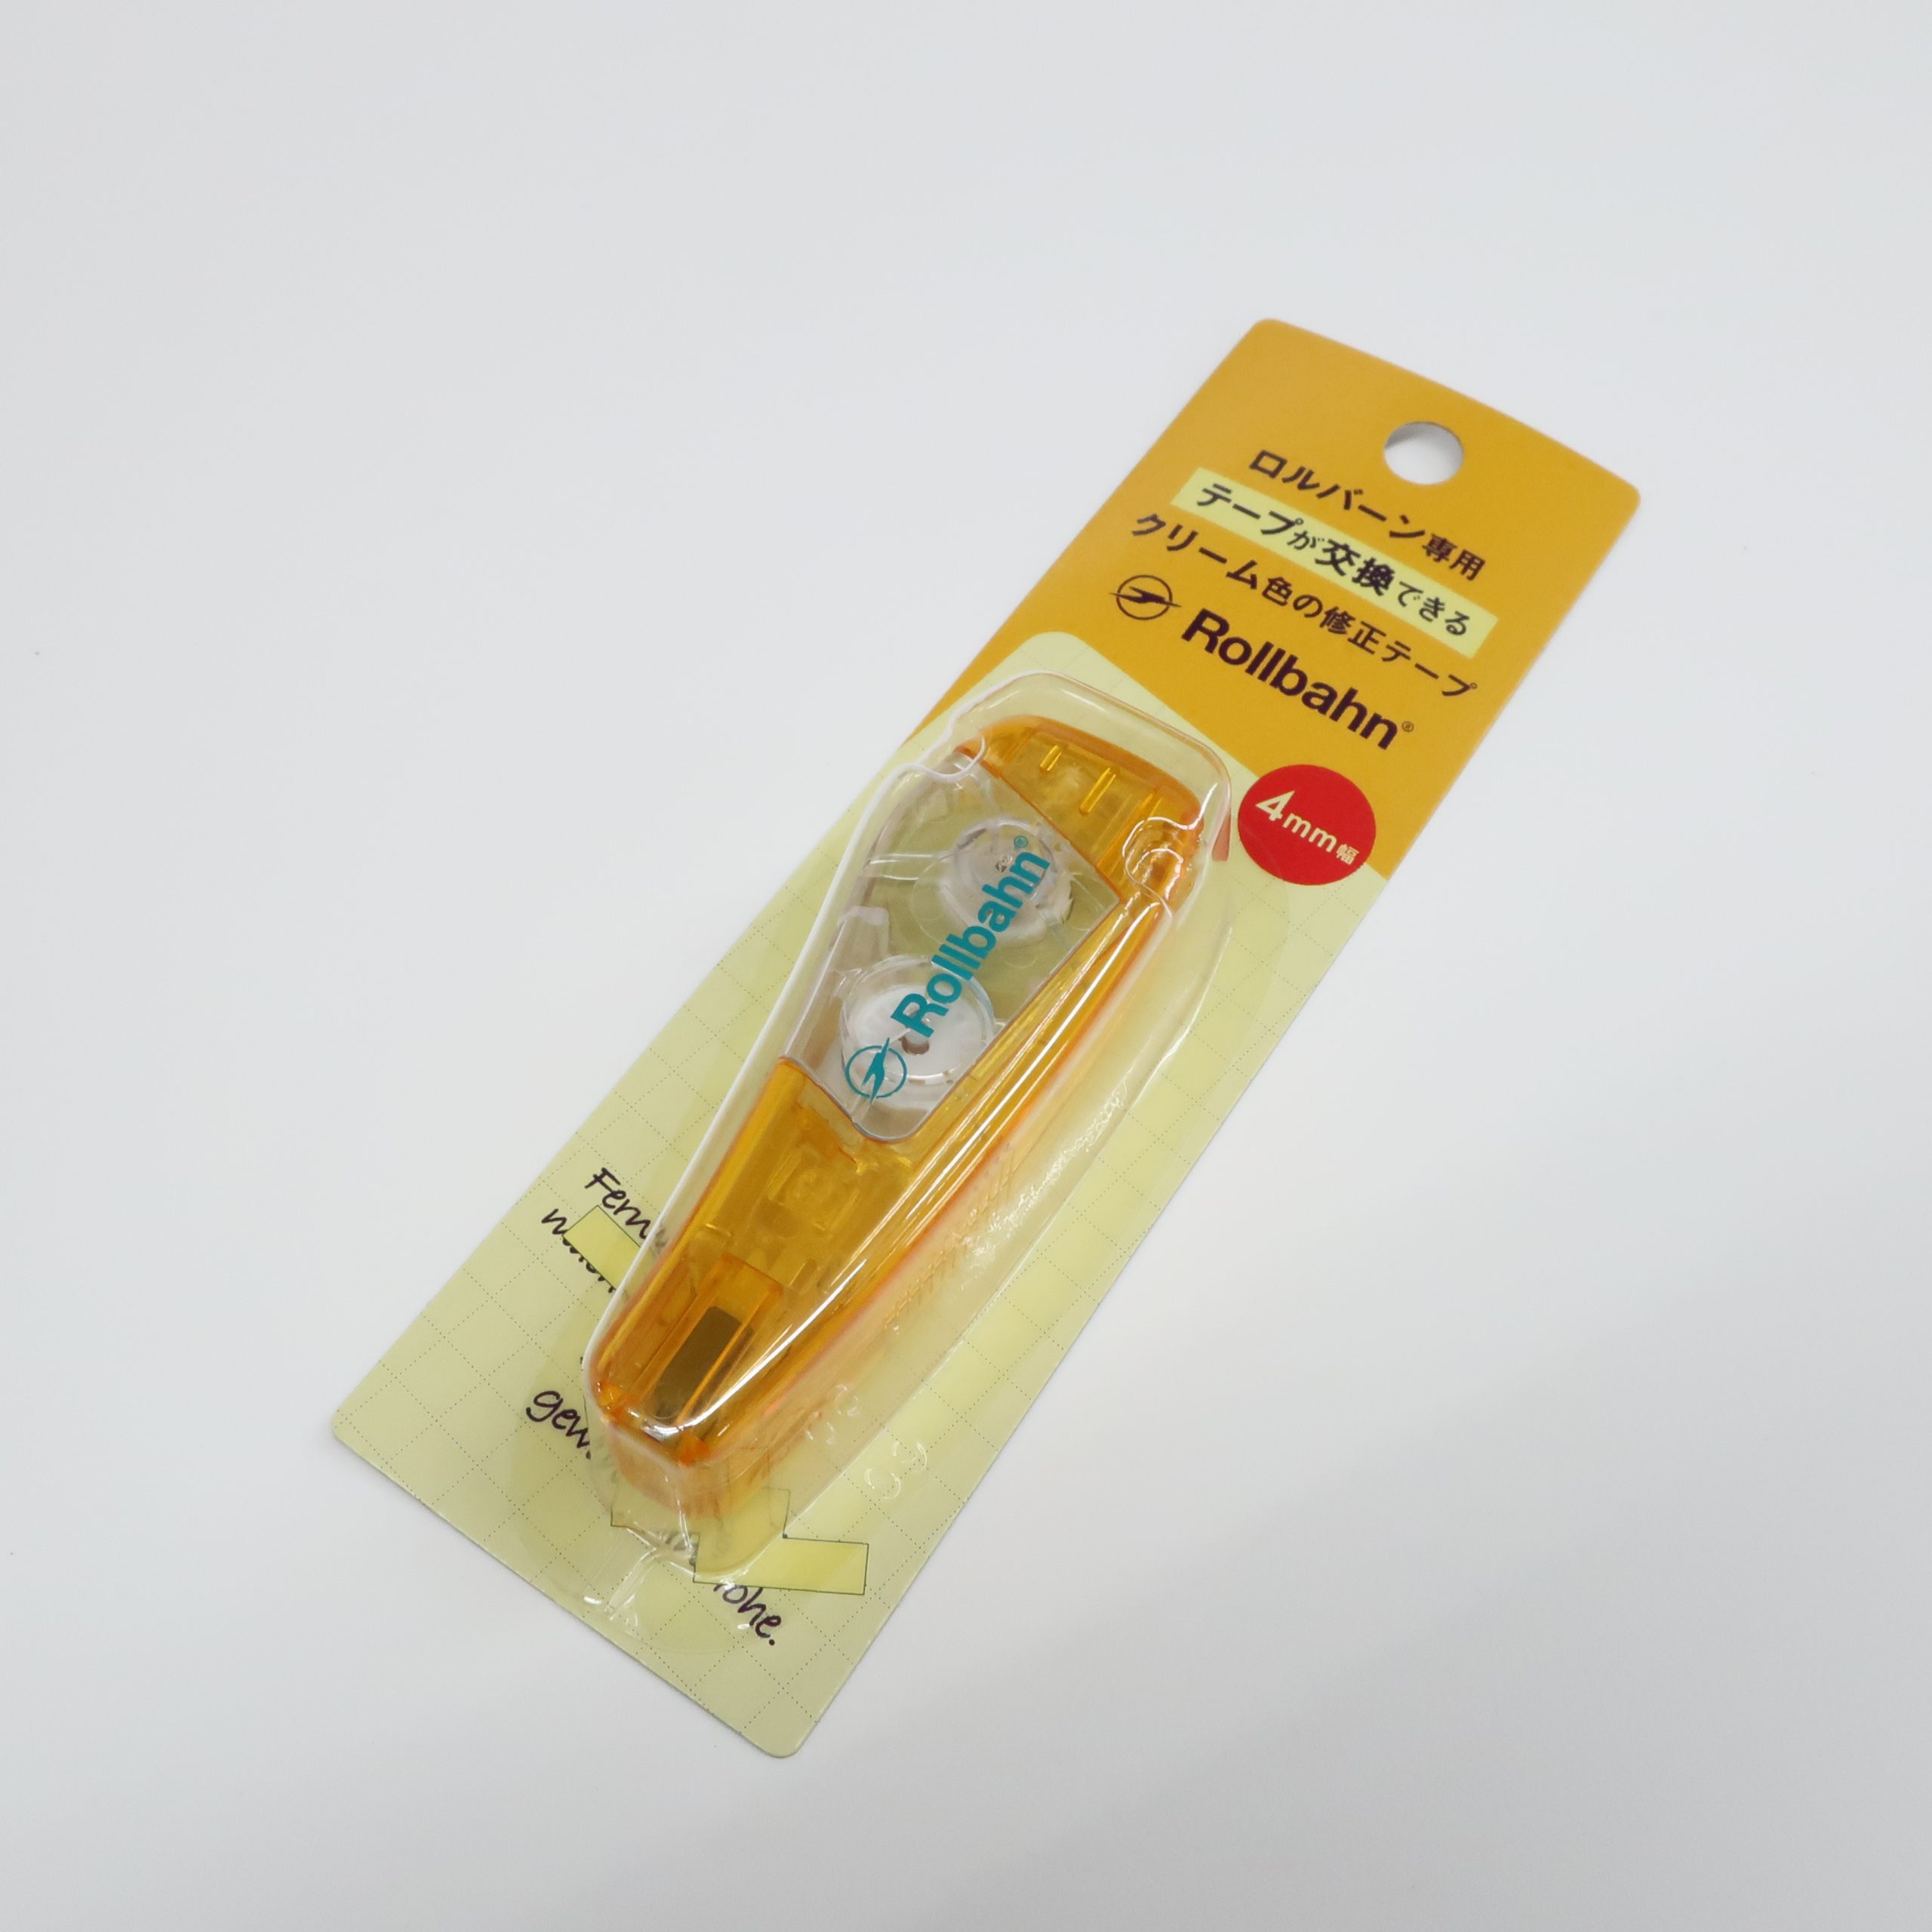 ロルバーン専用
テープが交換できる
クリーム色の修正テープ
Rollbahn®
4mm幅
Rollbahn®